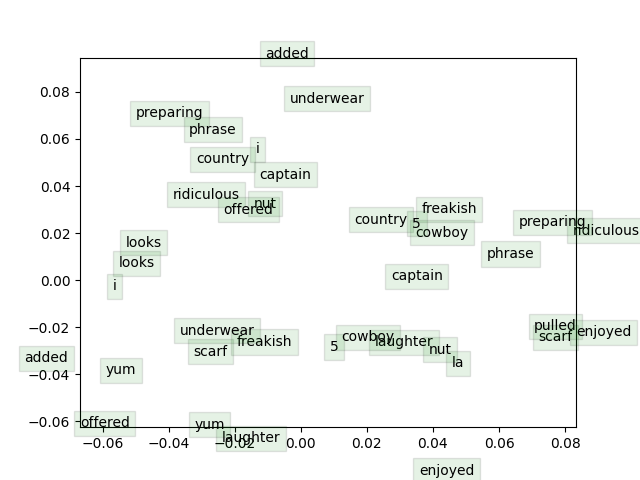 added
underwear
0.08
preparing
phrase
0.06
i
country
captain
0.04
ridiculous
nut
offered
freakish
country
5
cowboy
preparing
ridiculous
0.02
looks
phrase
looks
captain
0.00
i
−0.02
underwear
pulled
enjoyed
scarf
cowboy
freakish
laughter
5
scarf
nut
added
la
−0.04
yum
−0.06
offered
yum
laughter
−0.06
−0.04
−0.02
0.00
0.02
0.04
0.06
0.08
enjoyed